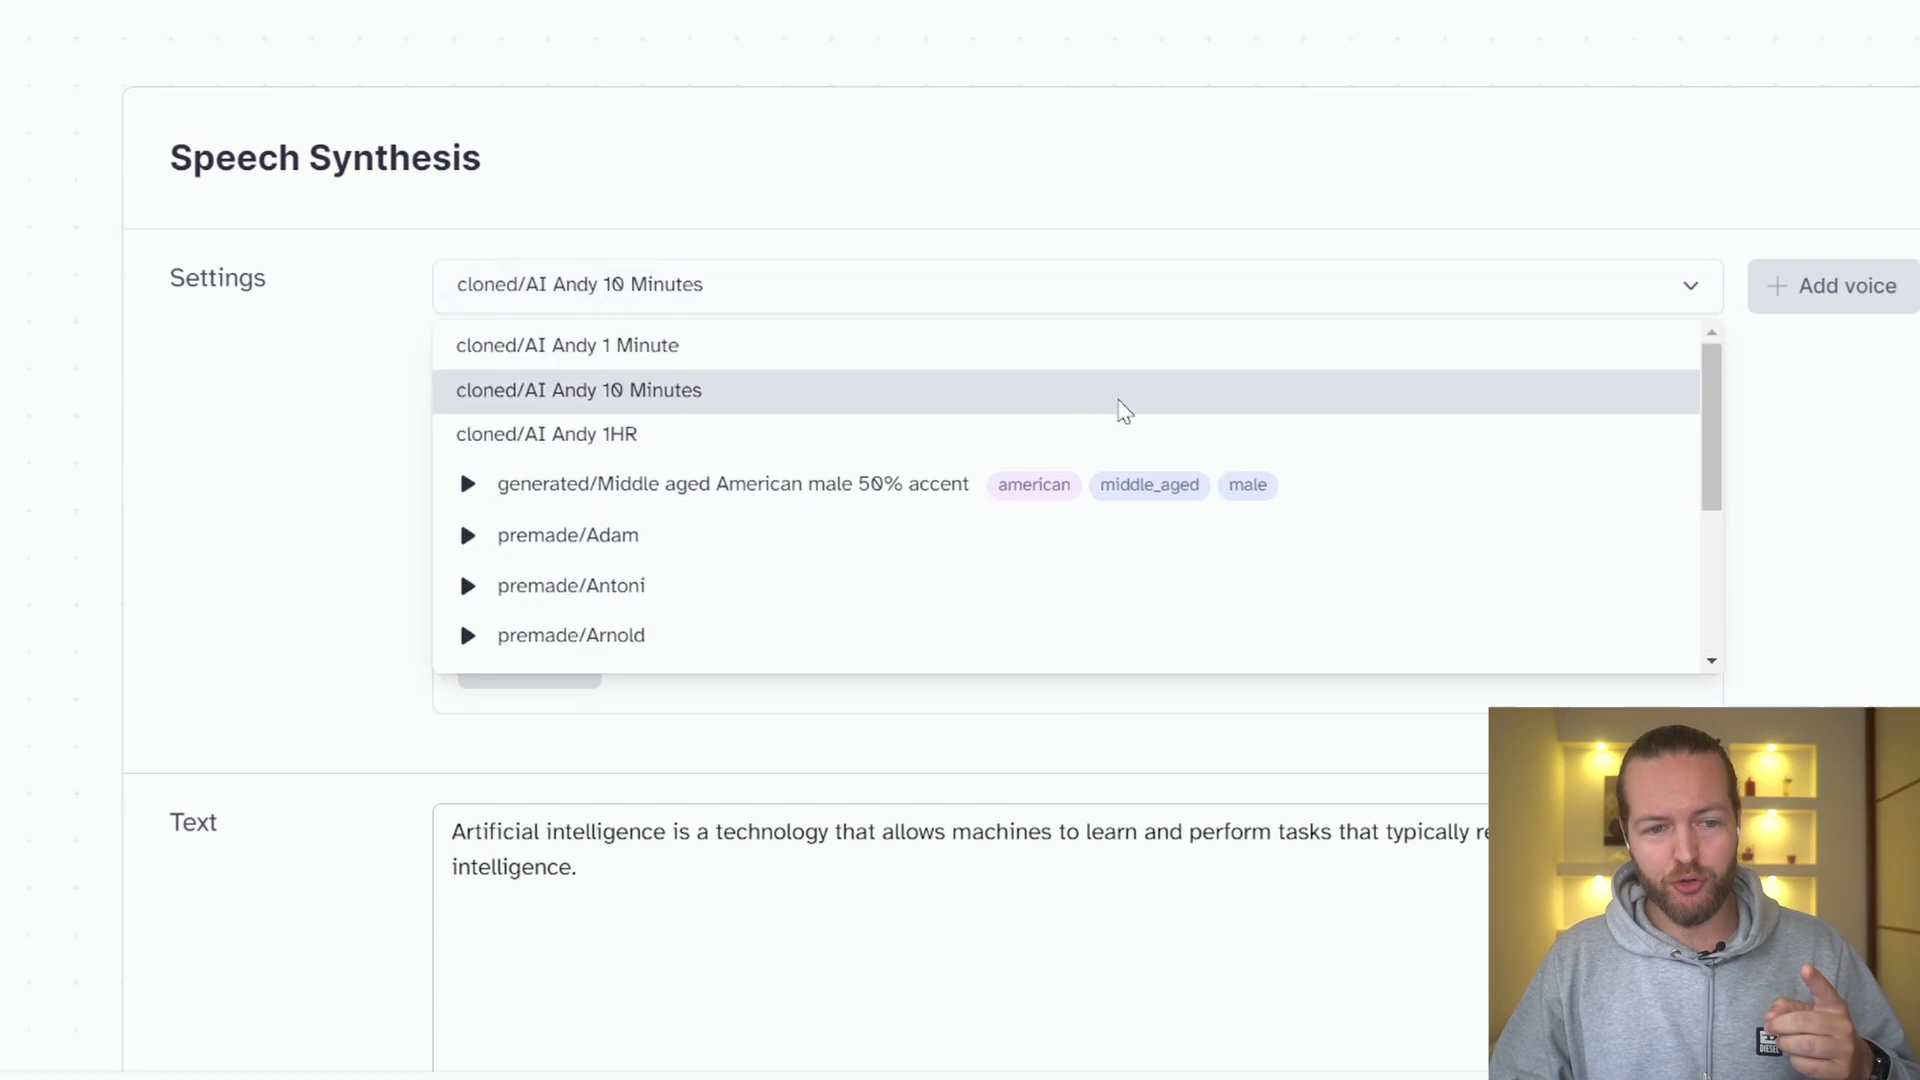 Speech Synthesis
Settings
cloned/AI Andy 10 Minutes
Add voice
cloned/AI Andy 1 Minute
cloned/AI Andy 10 Minutes
cloned/AI Andy 1HR
generated/Middle aged American male 50% accent american middle_aged male
premade/Adam
premade/Antoni
premade/Arnold
Text
Artificial intelligence is a technology that allows machines to learn and perform tasks that typically
intelligence.
DIESEL